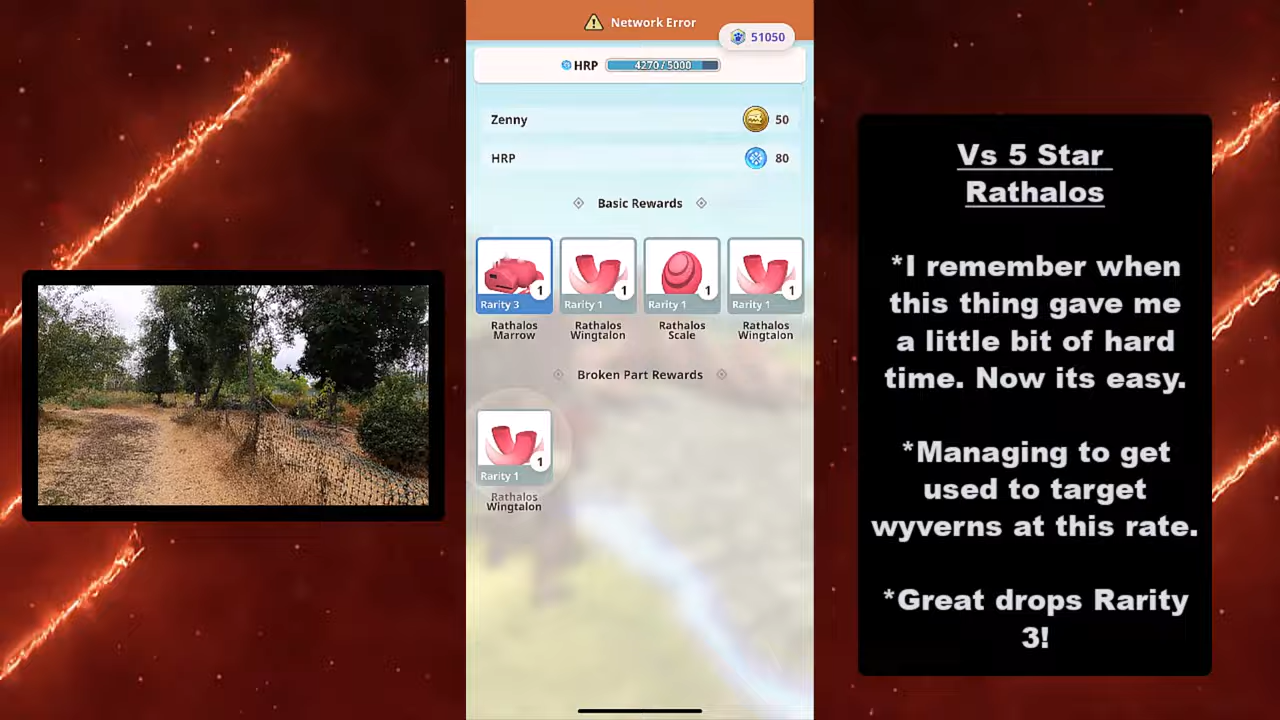 Network Error
51050
HRP 4270/5000
Zenny 50
HRP 80
Basic Rewards
Rarity 3 1
Rathalos
Marrow
Rarity 1 1
Rathalos
Wingtalon
Rarity 1 1
Rathalos
Scale
Rarity 1 1
Rathalos
Wingtalon
Broken Part Rewards
Rarity 1 1
Rathalos
Wingtalon
Vs 5 Star
Rathalos
*I remember when
this thing gave me
a little bit of hard
time. Now its easy.
*Managing to get
used to target
wyverns at this rate.
*Great drops Rarity
3!